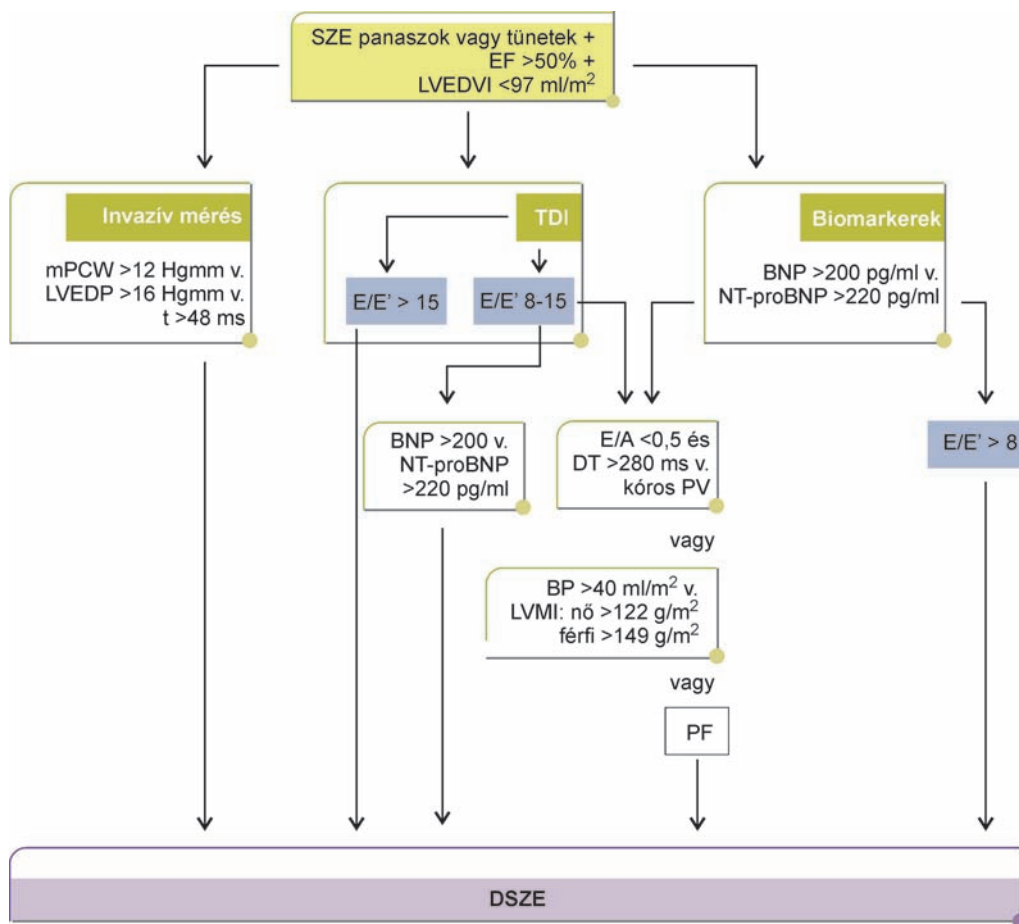 SZE panaszok vagy tünetek +
EF >50% +
LVEDVI <97 ml/m²
Invazív mérés
mPCW >12 Hgmm v.
LVEDP >16 Hgmm v.
t >48 ms
TDI
E/E' > 15
E/E' 8-15
Biomarkerek
BNP >200 pg/ml v.
NT-proBNP >220 pg/ml
BNP >200 v.
NT-proBNP
>220 pg/ml
E/A <0,5 és
DT >280 ms v.
kóros PV
E/E' > 8
vagy
BP >40 ml/m² v.
LVMI: nő >122 g/m²
férfi >149 g/m²
vagy
PF
DSZE